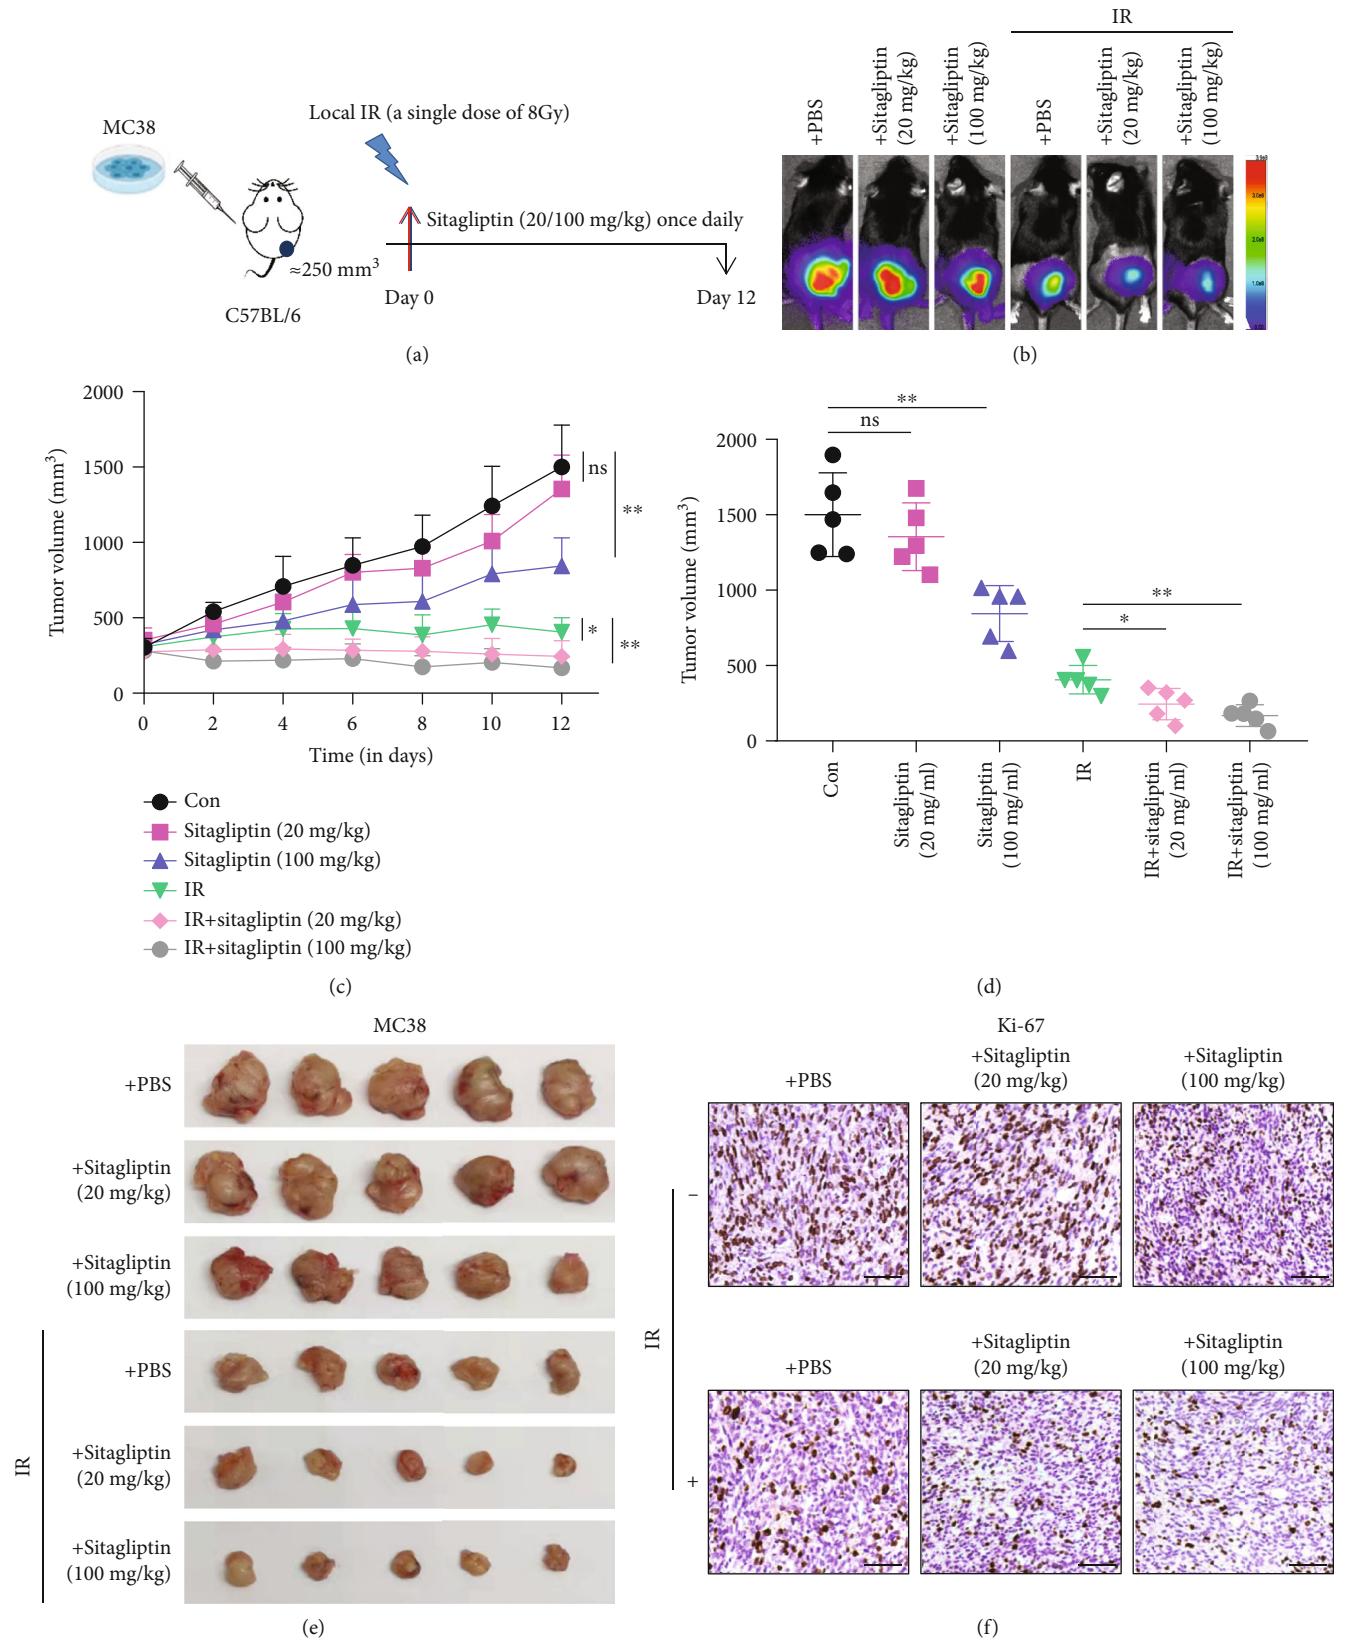 MC38
C57BL/6
≈250 mm³
Local IR (a single dose of 8Gy)
Sitagliptin (20/100 mg/kg) once daily
Day 0
Day 12
(a)
IR
+PBS
+Sitagliptin
(20 mg/kg)
+Sitagliptin
(100 mg/kg)
+PBS
+Sitagliptin
(20 mg/kg)
+Sitagliptin
(100 mg/kg)
(b)
Tumor volume (mm³)
2000
1500
1000
500
0
0 2 4 6 8 10 12
Time (in days)
ns
**
*
**
Con
Sitagliptin (20 mg/kg)
Sitagliptin (100 mg/kg)
IR
IR+sitagliptin (20 mg/kg)
IR+sitagliptin (100 mg/kg)
(c)
Tumor volume (mm³)
2000
1500
1000
500
0
**
ns
**
*
Con
Sitagliptin
(20 mg/ml)
Sitagliptin
(100 mg/ml)
IR
IR+sitagliptin
(20 mg/ml)
IR+sitagliptin
(100 mg/ml)
(d)
MC38
+PBS
+Sitagliptin
(20 mg/kg)
+Sitagliptin
(100 mg/kg)
IR
+PBS
+Sitagliptin
(20 mg/kg)
+Sitagliptin
(100 mg/kg)
(e)
Ki-67
+PBS
+Sitagliptin
(20 mg/kg)
+Sitagliptin
(100 mg/kg)
IR
−
+PBS
+Sitagliptin
(20 mg/kg)
+Sitagliptin
(100 mg/kg)
+
(f)